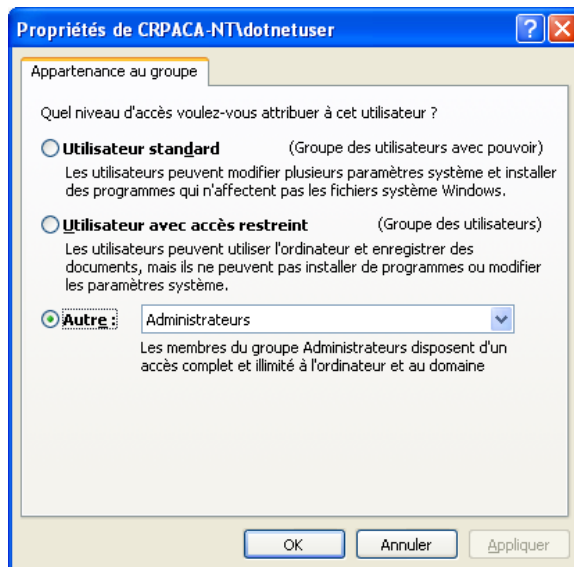 Propriétés de CRPACA-NT\dotnetuser
Appartenance au groupe
Quel niveau d'accès voulez-vous attribuer à cet utilisateur ?
Utilisateur standard (Groupe des utilisateurs avec pouvoir)
Les utilisateurs peuvent modifier plusieurs paramètres système et installer
des programmes qui n'affectent pas les fichiers système Windows.
Utilisateur avec accès restreint (Groupe des utilisateurs)
Les utilisateurs peuvent utiliser l'ordinateur et enregistrer des
documents, mais ils ne peuvent pas installer de programmes ou modifier
les paramètres système.
Autre : Administrateurs
Les membres du groupe Administrateurs disposent d'un
accès complet et illimité à l'ordinateur et au domaine
OK Annuler Appliquer